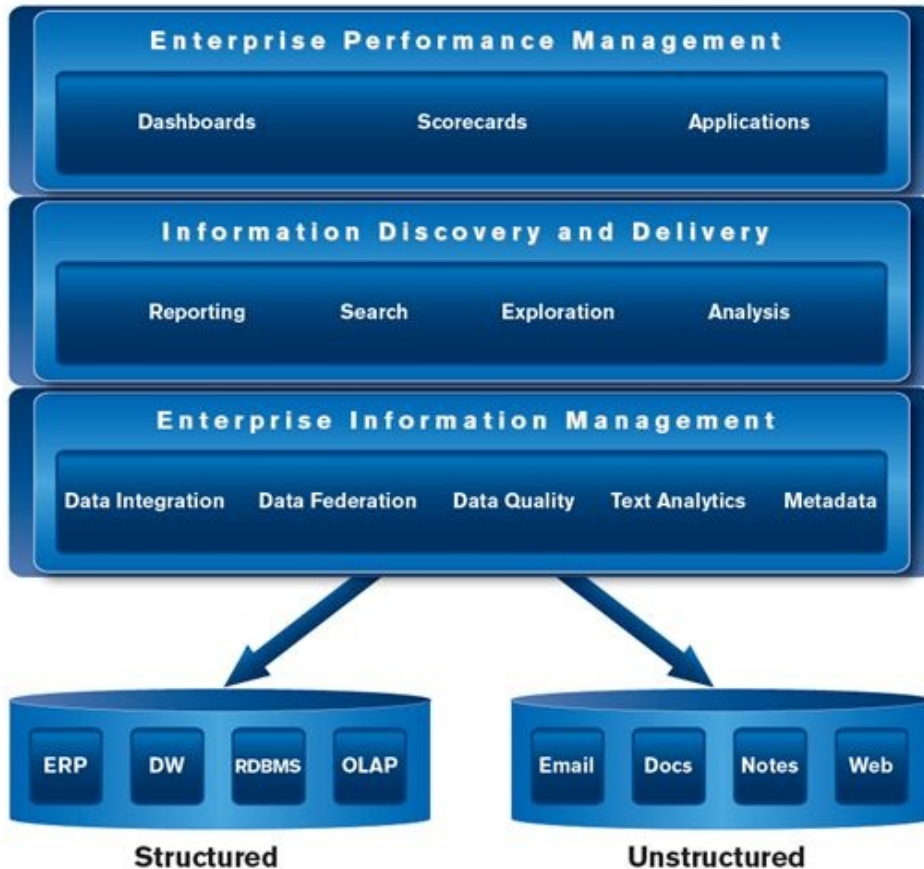 Enterprise Performance Management
Dashboards Scorecards Applications
Information Discovery and Delivery
Reporting Search Exploration Analysis
Enterprise Information Management
Data Integration Data Federation Data Quality Text Analytics Metadata
ERP DW RDBMS OLAP Email Docs Notes Web
Structured Unstructured